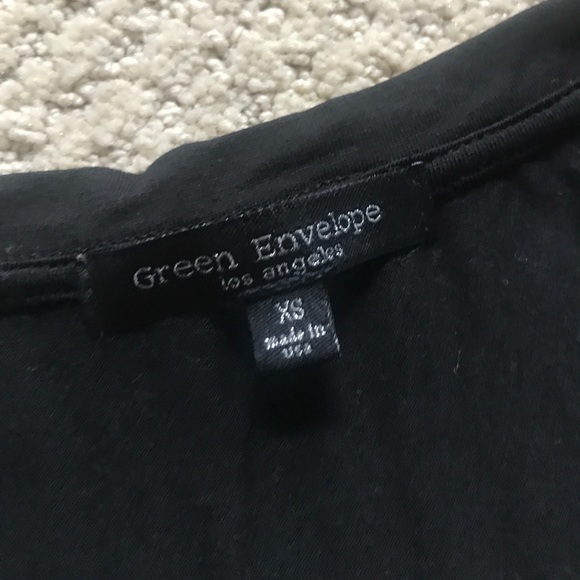 Green Envelope
los angeles
XS
made in
usa